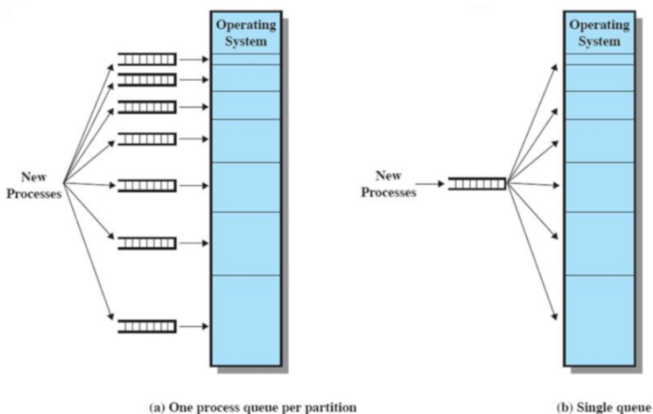 Operating
System
New
Processes
(a) One process queue per partition
Operating
System
New
Processes
(b) Single queue